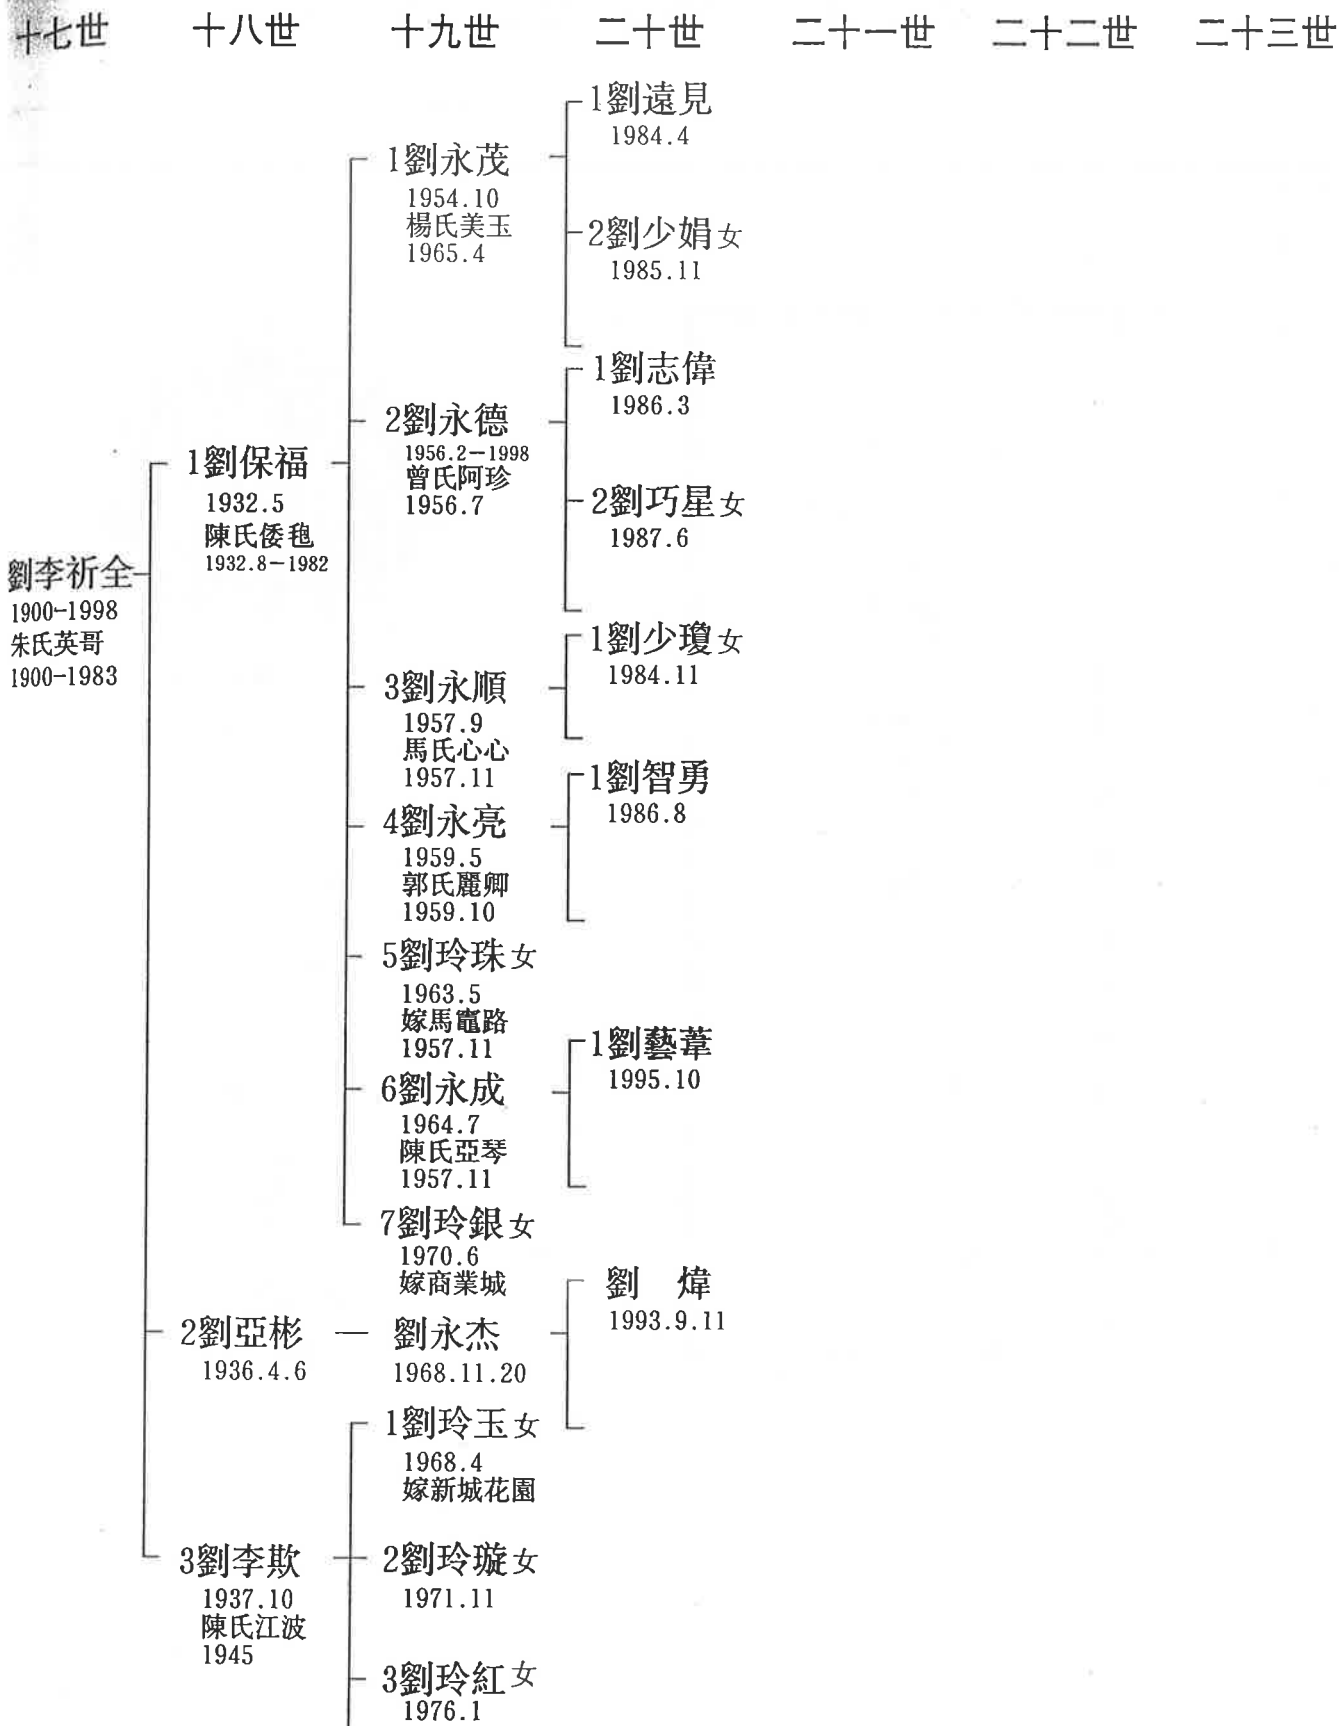 十七世 十八世 十九世 二十世 二十一世 二十二世 二十三世
劉李祈全
1900-1998
朱氏英哥
1900-1983
1劉保福
1932.5
陳氏倭毢
1932.8-1982
1劉永茂
1954.10
楊氏美玉
1965.4
1劉遠見
1984.4
2劉少娟女
1985.11
2劉永德
1956.2-1998
曾氏阿珍
1956.7
1劉志偉
1986.3
2劉巧星女
1987.6
3劉永順
1957.9
馬氏心心
1957.11
1劉少瓊女
1984.11
4劉永亮
1959.5
郭氏麗卿
1959.10
1劉智勇
1986.8
5劉玲珠女
1963.5
嫁馬竈路
1957.11
6劉永成
1964.7
陳氏亞琴
1957.11
1劉藝葦
1995.10
7劉玲銀女
1970.6
嫁商業城
2劉亞彬
1936.4.6
劉永杰
1968.11.20
劉 煒
1993.9.11
3劉李欺
1937.10
陳氏江波
1945
1劉玲玉女
1968.4
嫁新城花園
2劉玲璇女
1971.11
3劉玲紅女
1976.1